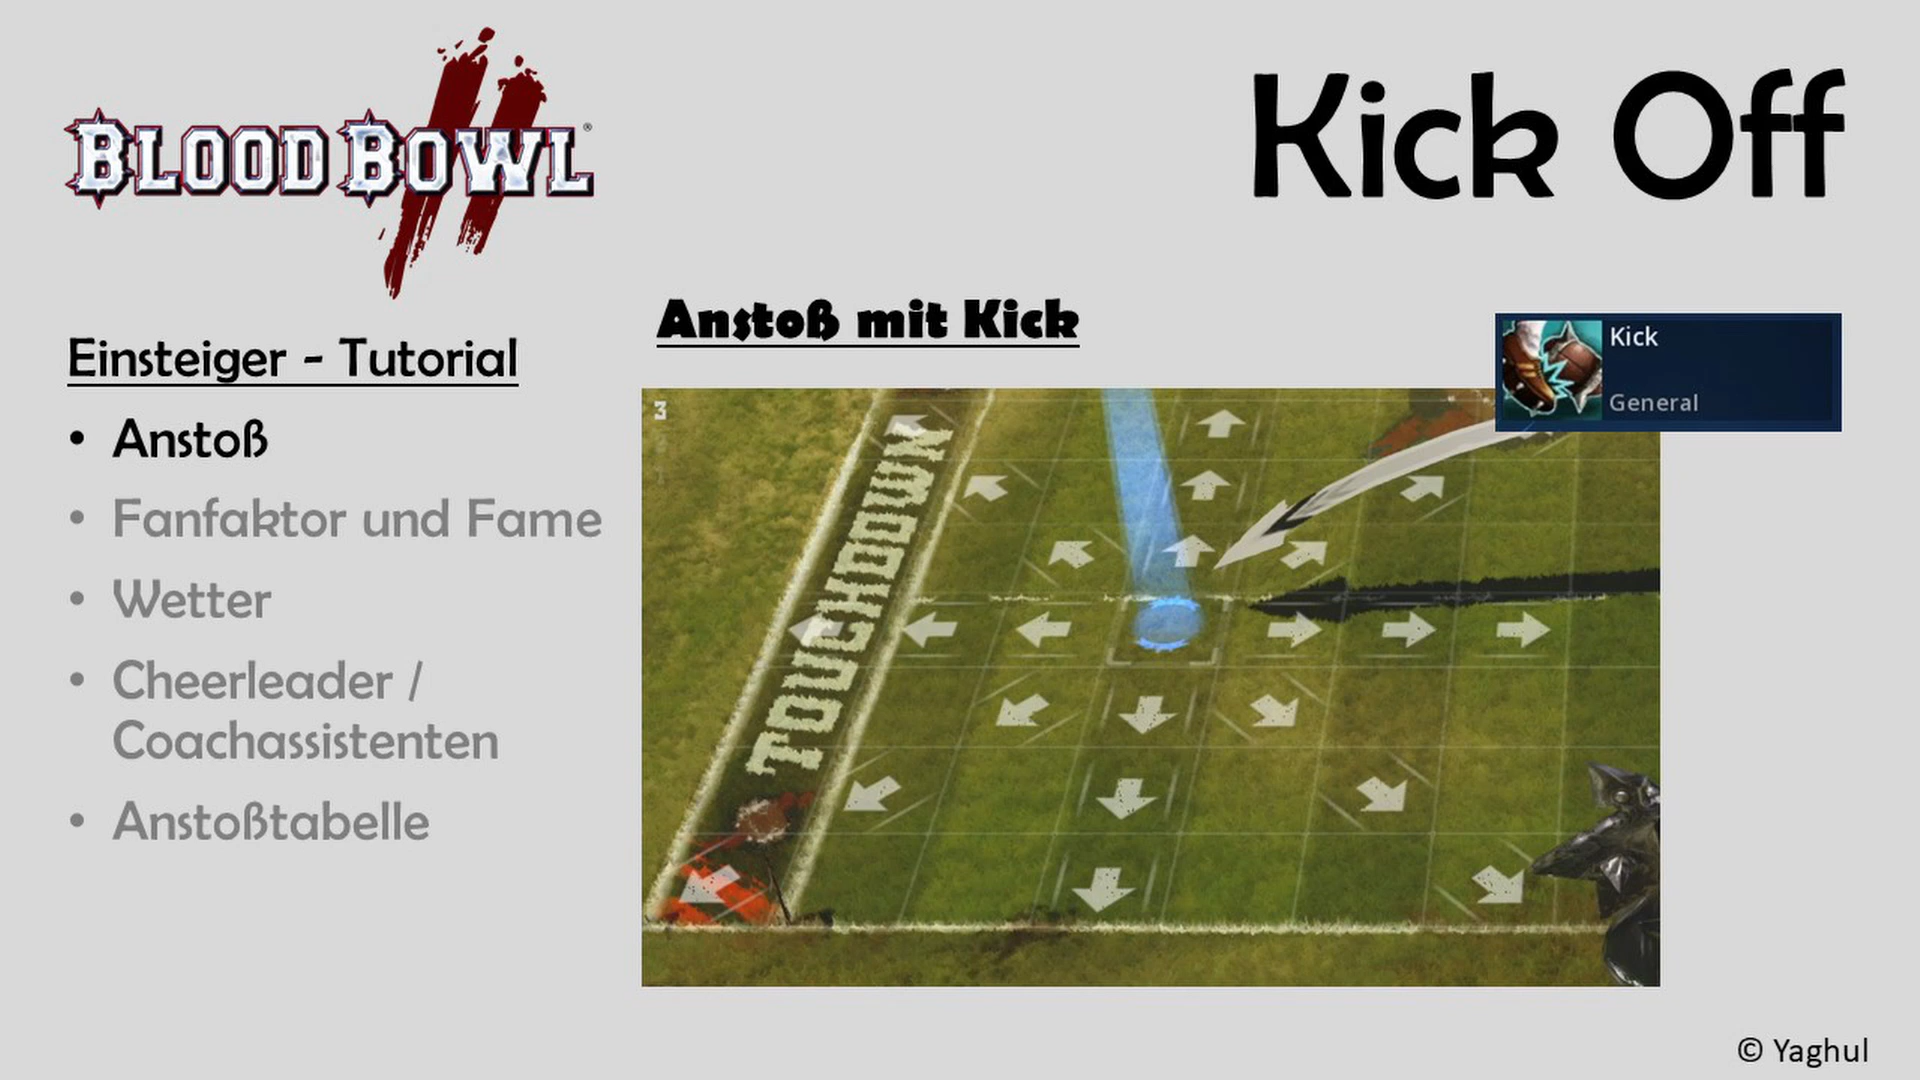 BLOOD BOWL®
Kick Off
Einsteiger - Tutorial
• Anstoß
• Fanfaktor und Fame
• Wetter
• Cheerleader /
Coachassistenten
• Anstoßtabelle
Anstoß mit Kick
Kick
General
3
TOUCHDOWN
© Yaghul